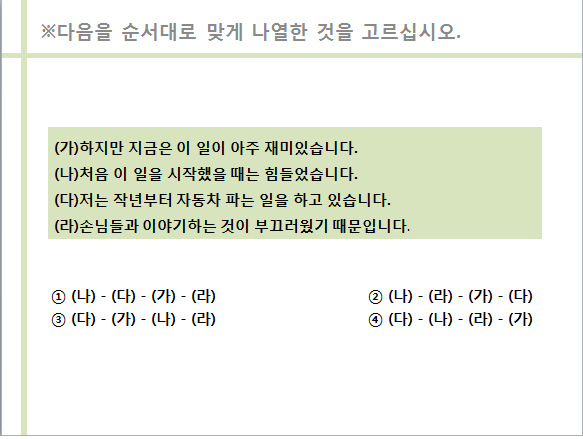 ※다음을 순서대로 맞게 나열한 것을 고르십시오.
(가)하지만 지금은 이 일이 아주 재미있습니다.
(나)처음 이 일을 시작했을 때는 힘들었습니다.
(다)저는 작년부터 자동차 파는 일을 하고 있습니다.
(라)손님들과 이야기하는 것이 부끄러웠기 때문입니다.
① (나) - (다) - (가) - (라) ② (나) - (라) - (가) - (다)
③ (다) - (가) - (나) - (라) ④ (다) - (나) - (라) - (가)